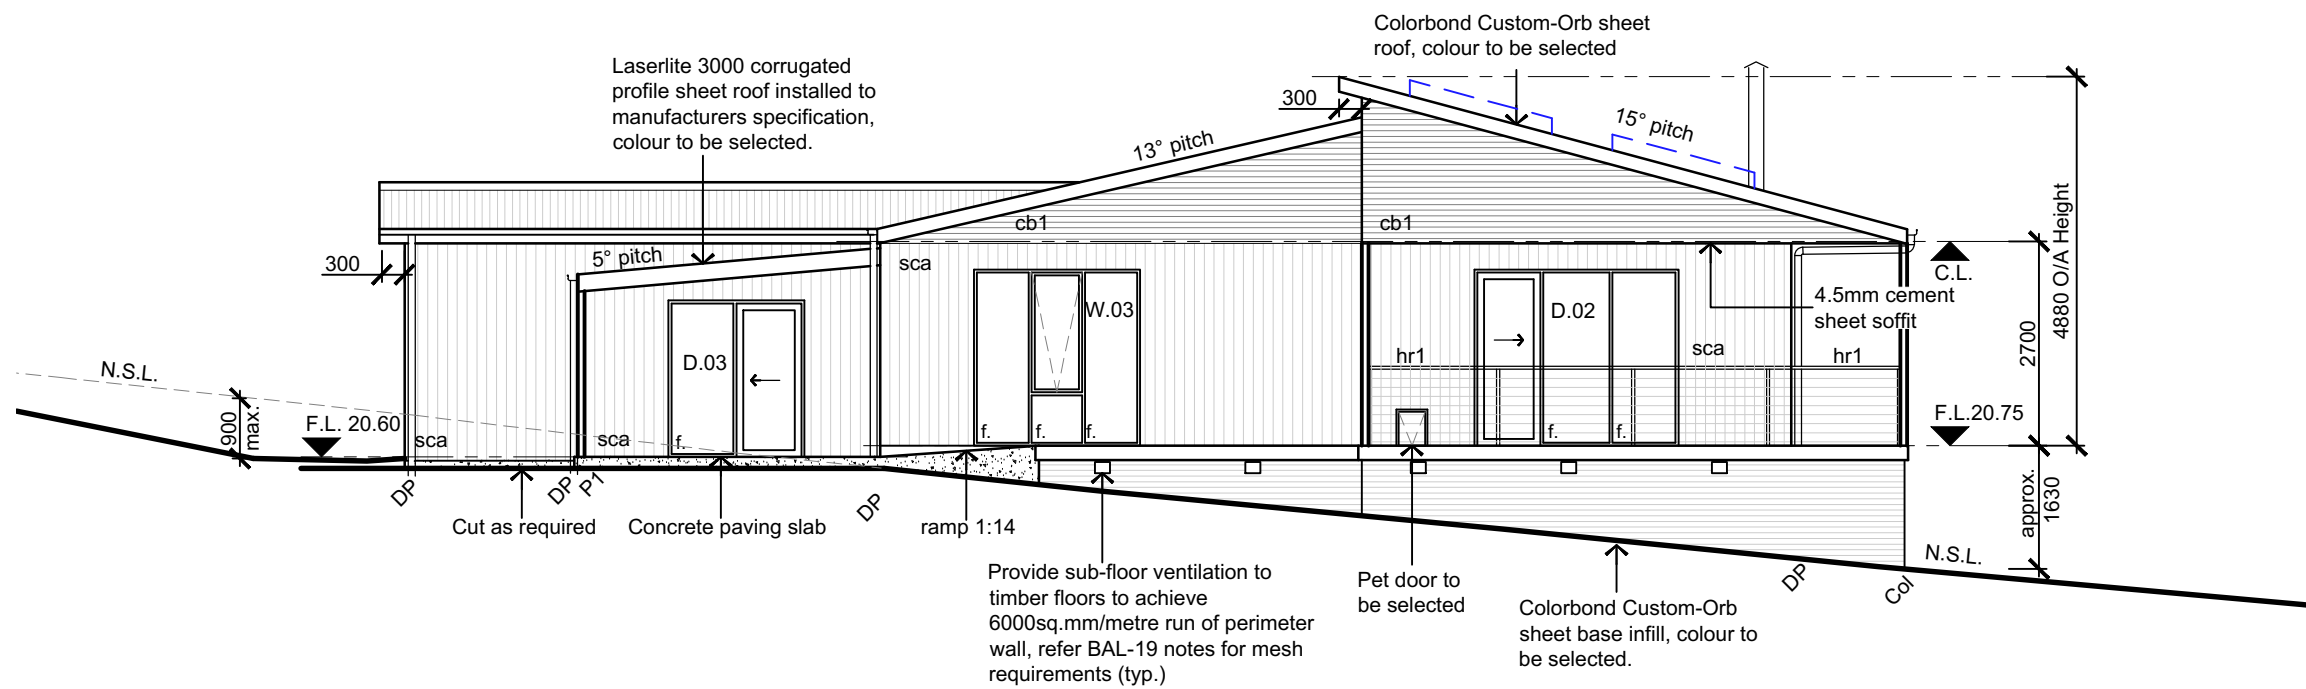 Colorbond Custom-Orb sheet
roof, colour to be selected
Laserlite 3000 corrugated
profile sheet roof installed to
manufacturers specification,
colour to be selected.
300
15° pitch
13° pitch
4880 O/A Height
cb1
cb1
5° pitch
sca
300
C.L.
4.5mm cement
sheet soffit
W.03
D.02
2700
D.03
hr1
sca
hr1
N.S.L.
900
max.
F.L. 20.60
F.L.20.75
sca
sca
f.
f.
f.
f.
f.
f.
DP
DP
P1
DP
Cut as required
Concrete paving slab
ramp 1:14
approx.
1630
N.S.L.
DP
Col
Provide sub-floor ventilation to
timber floors to achieve
6000sq.mm/metre run of perimeter
wall, refer BAL-19 notes for mesh
requirements (typ.)
Pet door to
be selected
Colorbond Custom-Orb
sheet base infill, colour to
be selected.